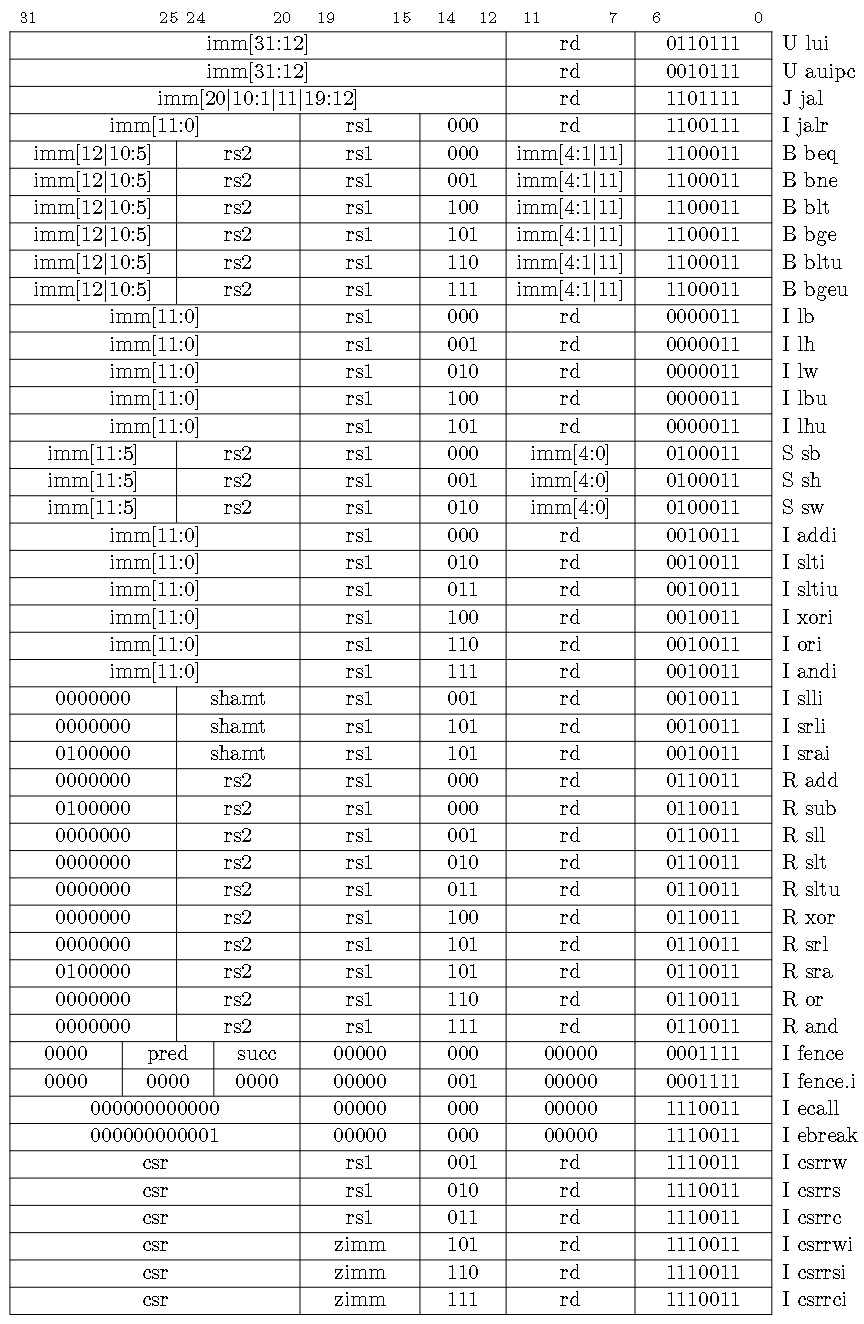 31 25 24 20 19 15 14 12 11 7 6 0
imm[31:12] rd 0110111 U lui
imm[31:12] rd 0010111 U auipc
imm[20|10:1|11|19:12] rd 1101111 J jal
imm[11:0] rs1 000 rd 1100111 I jalr
imm[12|10:5] rs2 rs1 000 imm[4:1|11] 1100011 B beq
imm[12|10:5] rs2 rs1 001 imm[4:1|11] 1100011 B bne
imm[12|10:5] rs2 rs1 100 imm[4:1|11] 1100011 B blt
imm[12|10:5] rs2 rs1 101 imm[4:1|11] 1100011 B bge
imm[12|10:5] rs2 rs1 110 imm[4:1|11] 1100011 B bltu
imm[12|10:5] rs2 rs1 111 imm[4:1|11] 1100011 B bgeu
imm[11:0] rs1 000 rd 0000011 I lb
imm[11:0] rs1 001 rd 0000011 I lh
imm[11:0] rs1 010 rd 0000011 I lw
imm[11:0] rs1 100 rd 0000011 I lbu
imm[11:0] rs1 101 rd 0000011 I lhu
imm[11:5] rs2 rs1 000 imm[4:0] 0100011 S sb
imm[11:5] rs2 rs1 001 imm[4:0] 0100011 S sh
imm[11:5] rs2 rs1 010 imm[4:0] 0100011 S sw
imm[11:0] rs1 000 rd 0010011 I addi
imm[11:0] rs1 010 rd 0010011 I slti
imm[11:0] rs1 011 rd 0010011 I sltiu
imm[11:0] rs1 100 rd 0010011 I xori
imm[11:0] rs1 110 rd 0010011 I ori
imm[11:0] rs1 111 rd 0010011 I andi
0000000 shamt rs1 001 rd 0010011 I slli
0000000 shamt rs1 101 rd 0010011 I srli
0100000 shamt rs1 101 rd 0010011 I srai
0000000 rs2 rs1 000 rd 0110011 R add
0100000 rs2 rs1 000 rd 0110011 R sub
0000000 rs2 rs1 001 rd 0110011 R sll
0000000 rs2 rs1 010 rd 0110011 R slt
0000000 rs2 rs1 011 rd 0110011 R sltu
0000000 rs2 rs1 100 rd 0110011 R xor
0000000 rs2 rs1 101 rd 0110011 R srl
0100000 rs2 rs1 101 rd 0110011 R sra
0000000 rs2 rs1 110 rd 0110011 R or
0000000 rs2 rs1 111 rd 0110011 R and
0000 pred succ 00000 000 00000 0001111 I fence
0000 0000 0000 00000 001 00000 0001111 I fence.i
000000000000 00000 000 00000 1110011 I ecall
000000000001 00000 000 00000 1110011 I ebreak
csr rs1 001 rd 1110011 I csrrw
csr rs1 010 rd 1110011 I csrrs
csr rs1 011 rd 1110011 I csrrc
csr zimm 101 rd 1110011 I csrrwi
csr zimm 110 rd 1110011 I csrrsi
csr zimm 111 rd 1110011 I csrrci